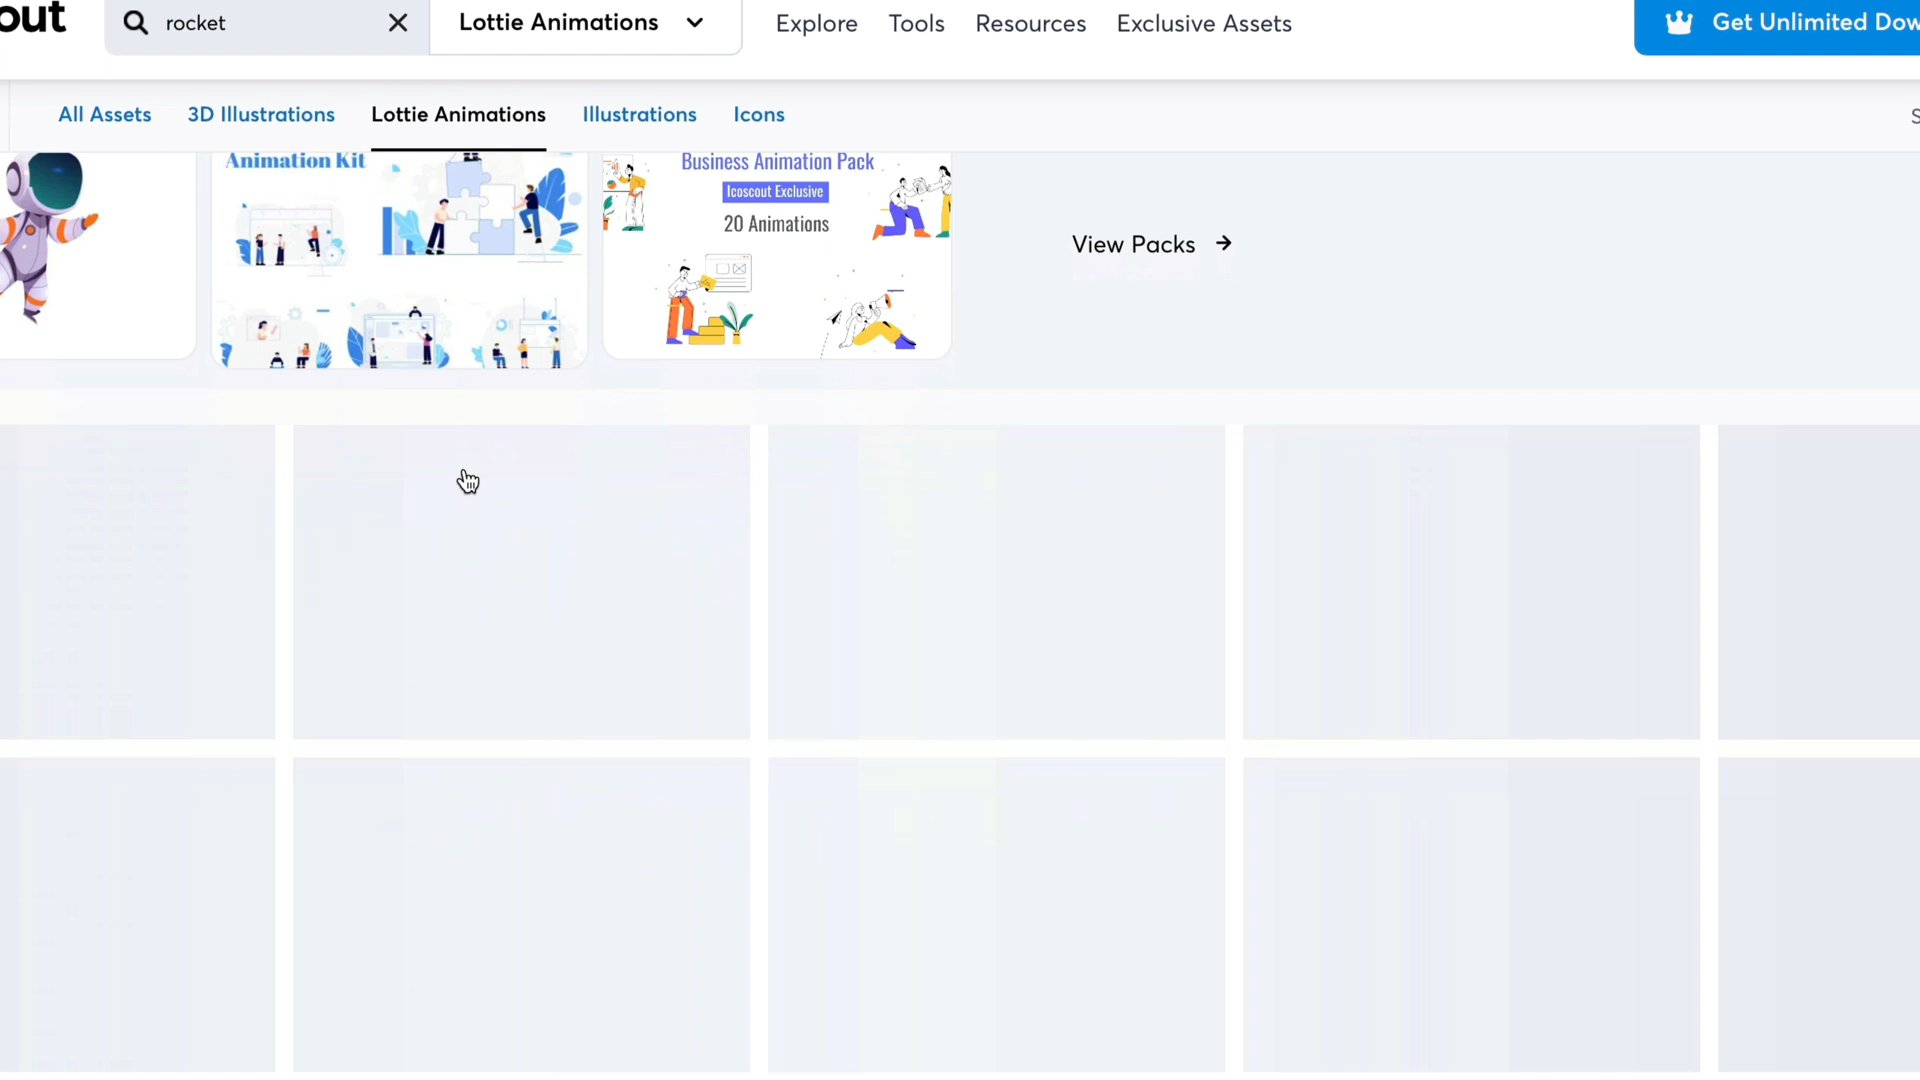 out
rocket
Lottie Animations
Explore
Tools
Resources
Exclusive Assets
Get Unlimited Dow
All Assets
3D Illustrations
Lottie Animations
Illustrations
Icons
S
Animation Kit
Business Animation Pack
Icoscout Exclusive
20 Animations
View Packs